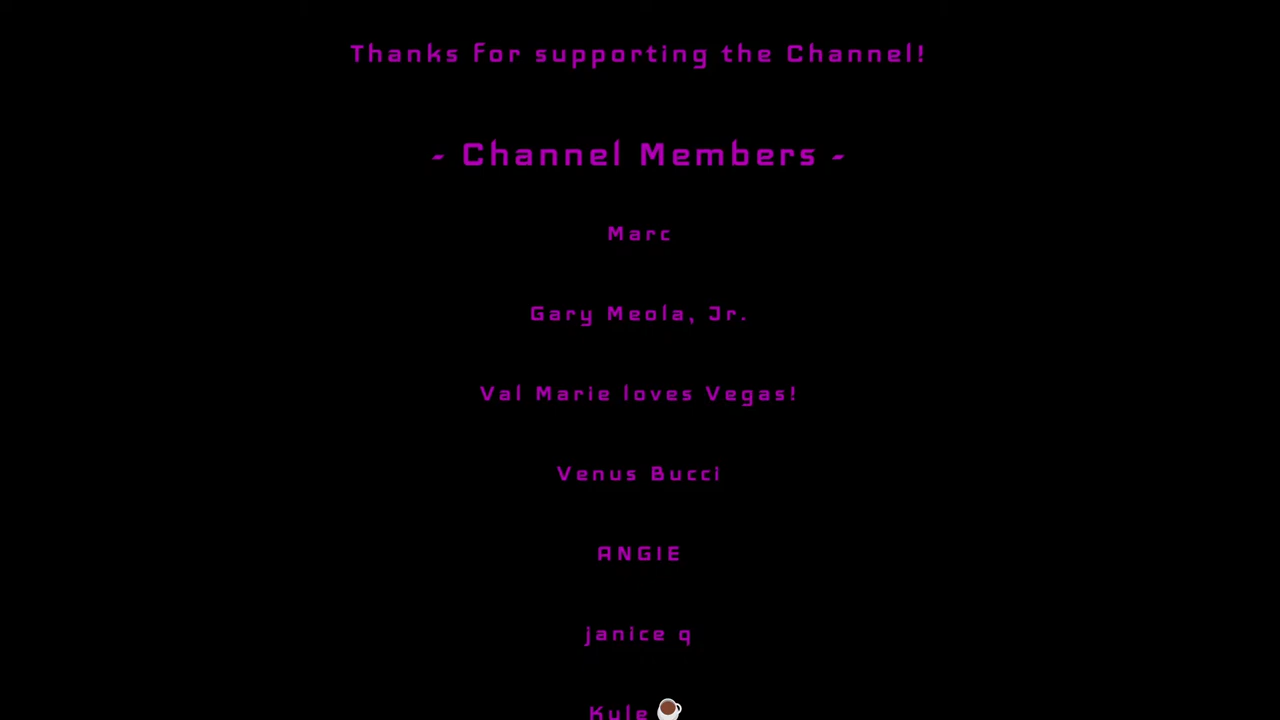 Thanks for supporting the Channel!
- Channel Members -
Marc
Gary Meola, Jr.
Val Marie loves Vegas!
Venus Bucci
ANGIE
janice q
Kyle ☕